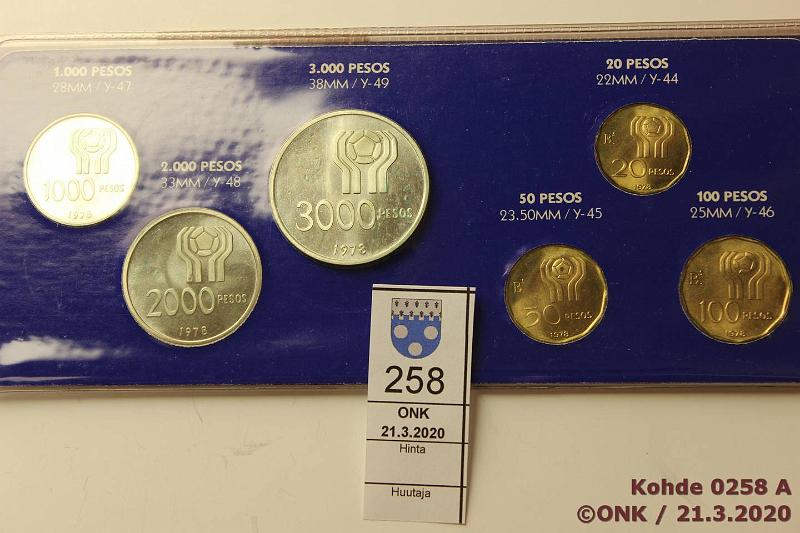 1.000 PESOS
28MM / Y-47
3.000 PESOS
38MM / Y-49
20 PESOS
22MM / Y-44
2.000 PESOS
33MM / Y-48
50 PESOS
23.50MM / Y-45
100 PESOS
25MM / Y-46
1000 PESOS
1978
2000 PESOS
1978
3000 PESOS
1978
20 PESOS
1978
50 PESOS
1978
100 PESOS
1978
258
ONK
21.3.2020
Hinta
Huutaja
Kohde 0258 A
©ONK / 21.3.2020